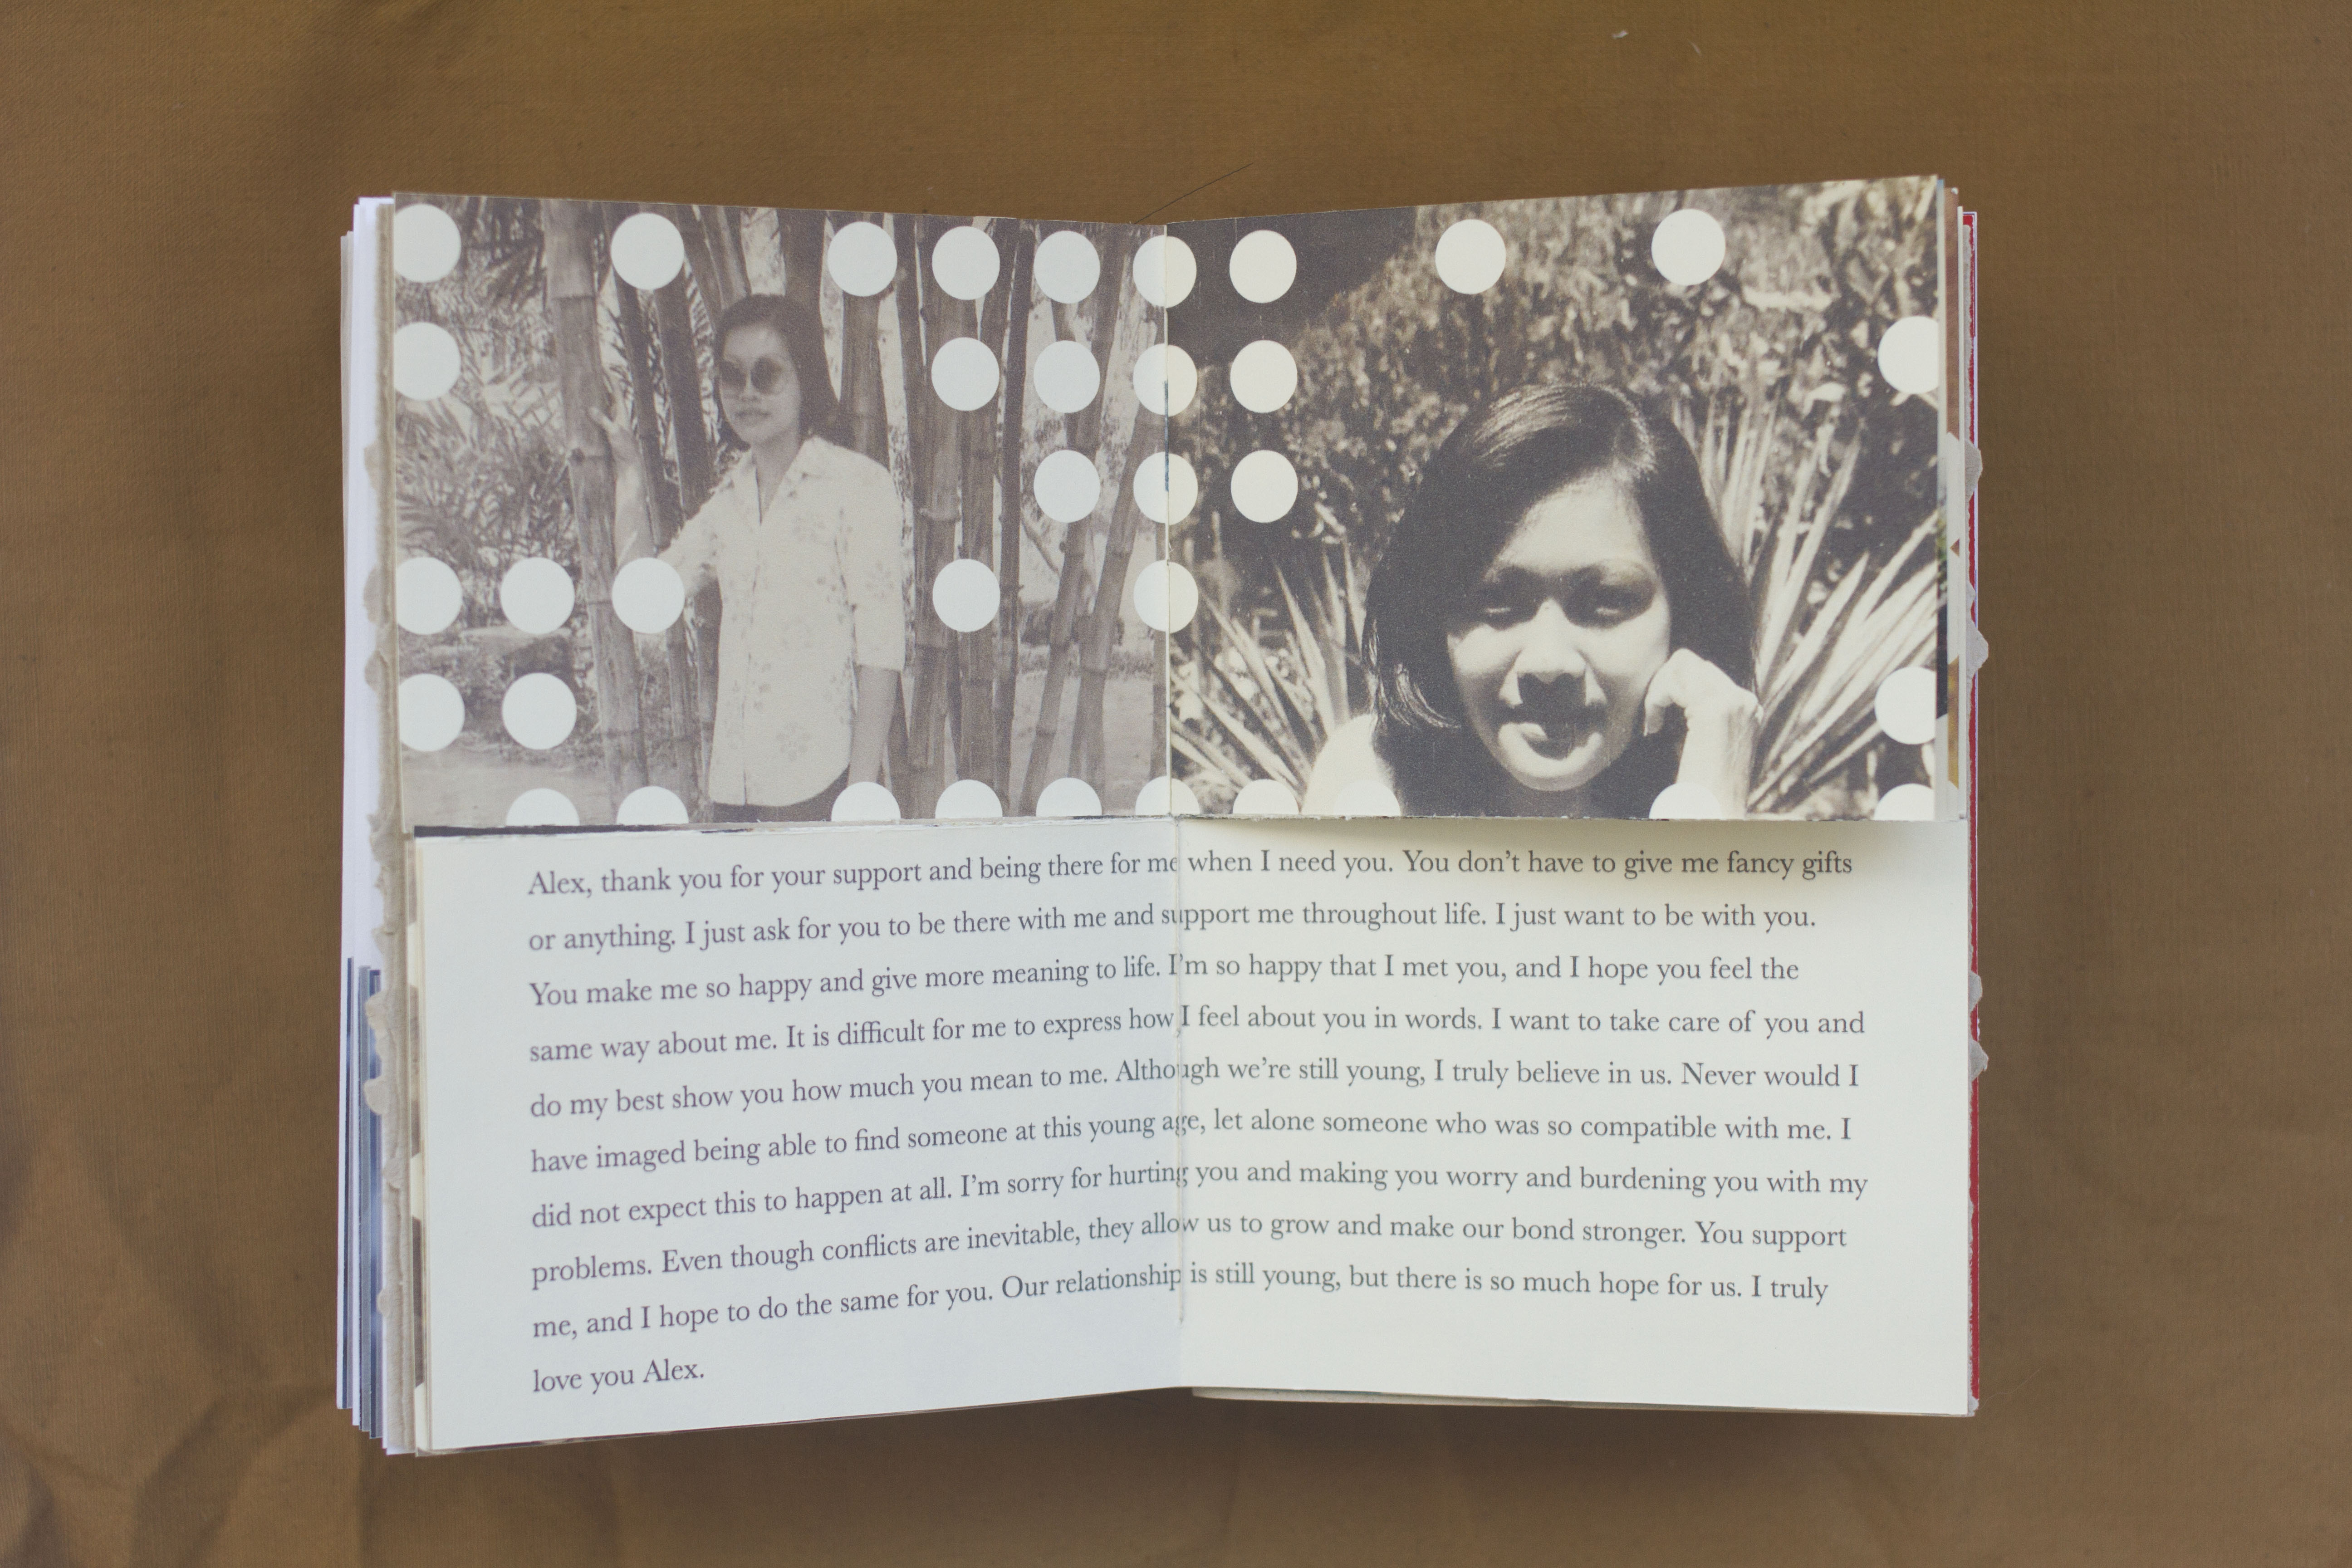 Alex, thank you for your support and being there for me when I need you. You don’t have to give me fancy gifts
or anything. I just ask for you to be there with me and support me throughout life. I just want to be with you.
You make me so happy and give more meaning to life. I’m so happy that I met you, and I hope you feel the
same way about me. It is difficult for me to express how I feel about you in words. I want to take care of you and
do my best show you how much you mean to me. Although we’re still young, I truly believe in us. Never would I
have imaged being able to find someone at this young age, let alone someone who was so compatible with me. I
did not expect this to happen at all. I’m sorry for hurting you and making you worry and burdening you with my
problems. Even though conflicts are inevitable, they allow us to grow and make our bond stronger. You support
me, and I hope to do the same for you. Our relationship is still young, but there is so much hope for us. I truly
love you Alex.